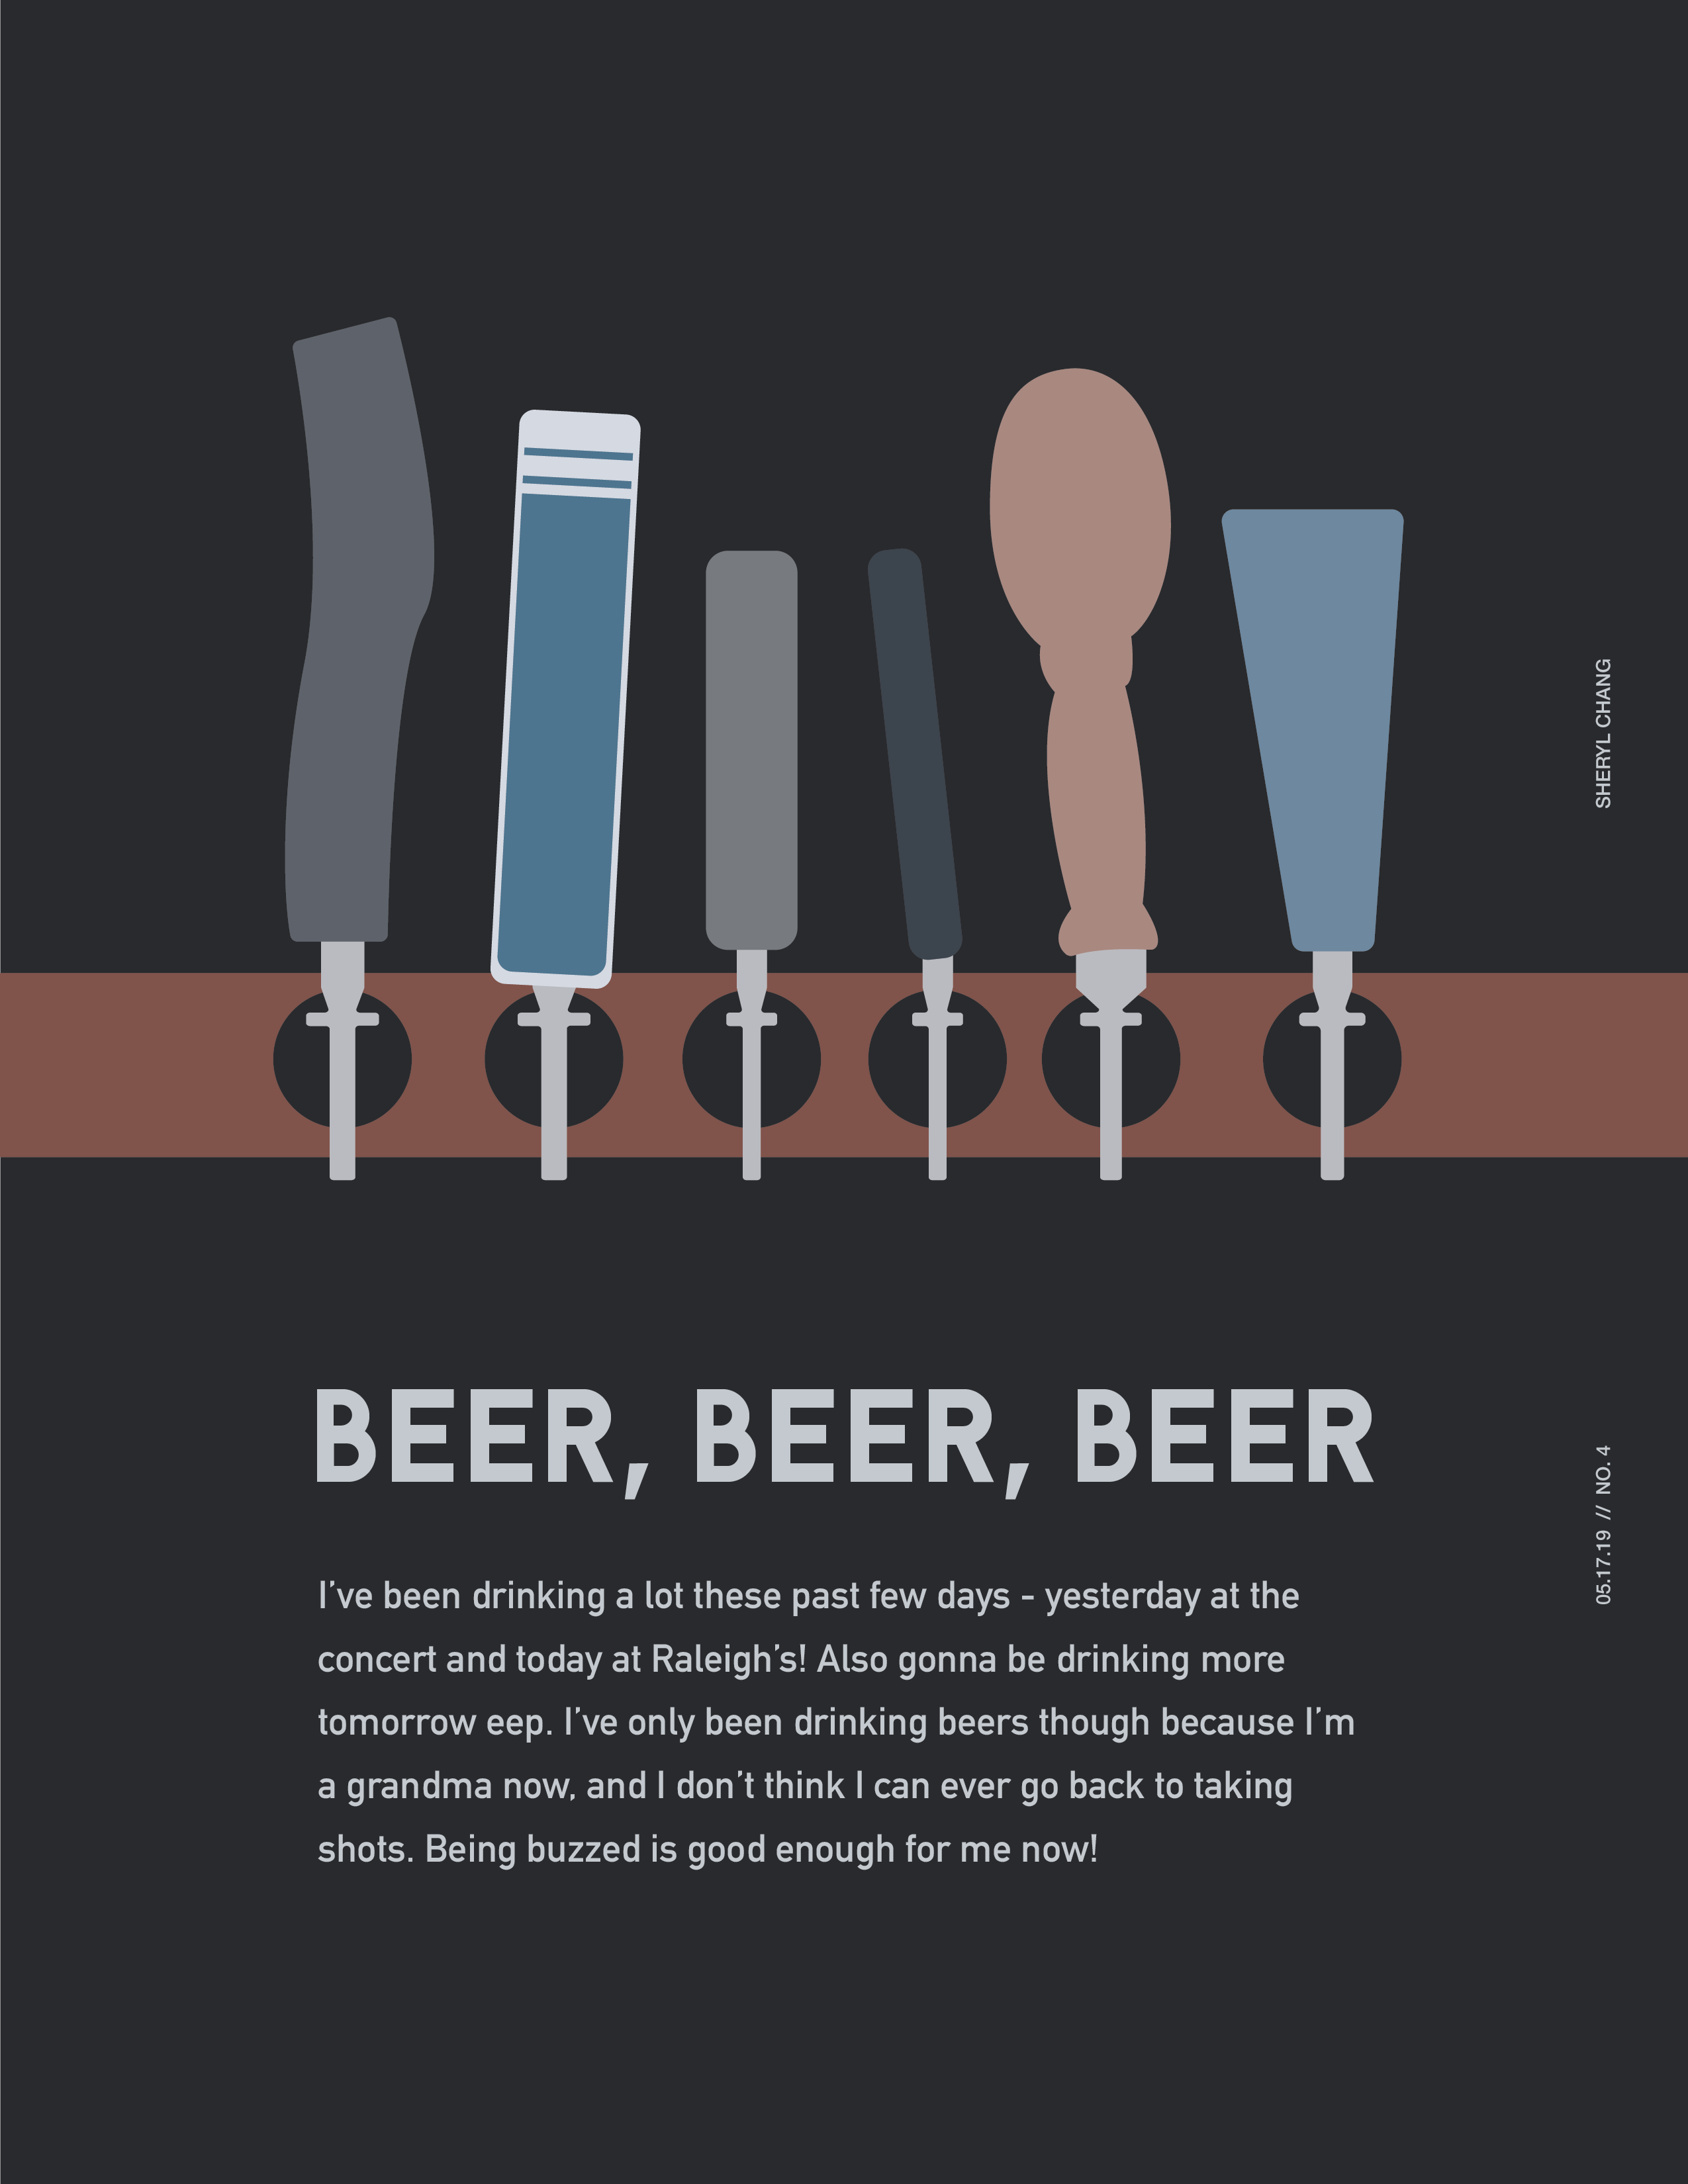 SHERYL CHANG
BEER, BEER, BEER
05.17.19 // NO. 4
I've been drinking a lot these past few days - yesterday at the
concert and today at Raleigh's! Also gonna be drinking more
tomorrow eep. I've only been drinking beers though because I'm
a grandma now, and I don't think I can ever go back to taking
shots. Being buzzed is good enough for me now!